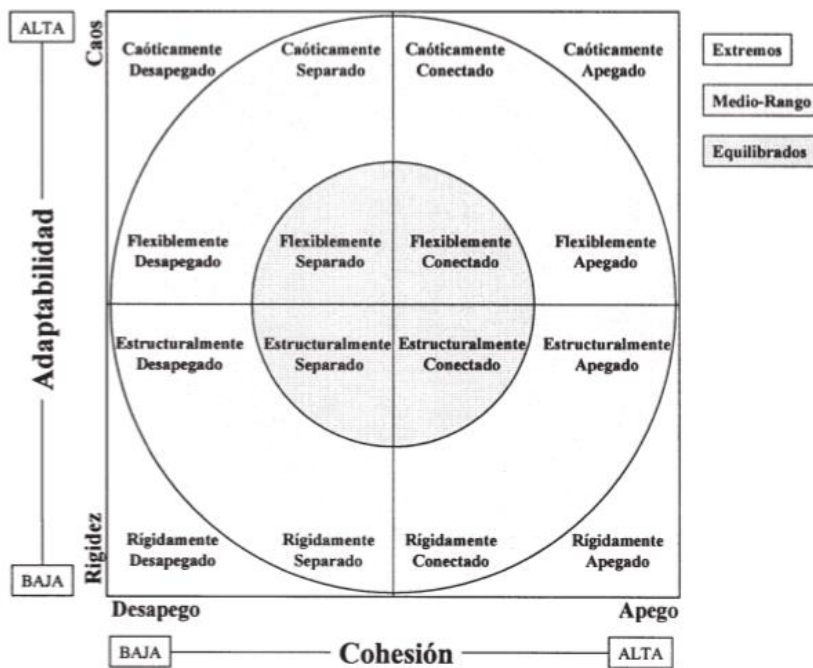 ALTA
Caos
Caóticamente Desapegado
Caóticamente Separado
Caóticamente Conectado
Caóticamente Apegado
Extremos
Medio-Rango
Equilibrados
Adaptabilidad
Flexiblemente Desapegado
Flexiblemente Separado
Flexiblemente Conectado
Flexiblemente Apegado
Estructuralmente Desapegado
Estructuralmente Separado
Estructuralmente Conectado
Estructuralmente Apegado
Rígidamente Desapegado
Rígidamente Separado
Rígidamente Conectado
Rígidamente Apegado
Rigidez
BAJA
Desapego
Apego
BAJA
Cohesión
ALTA